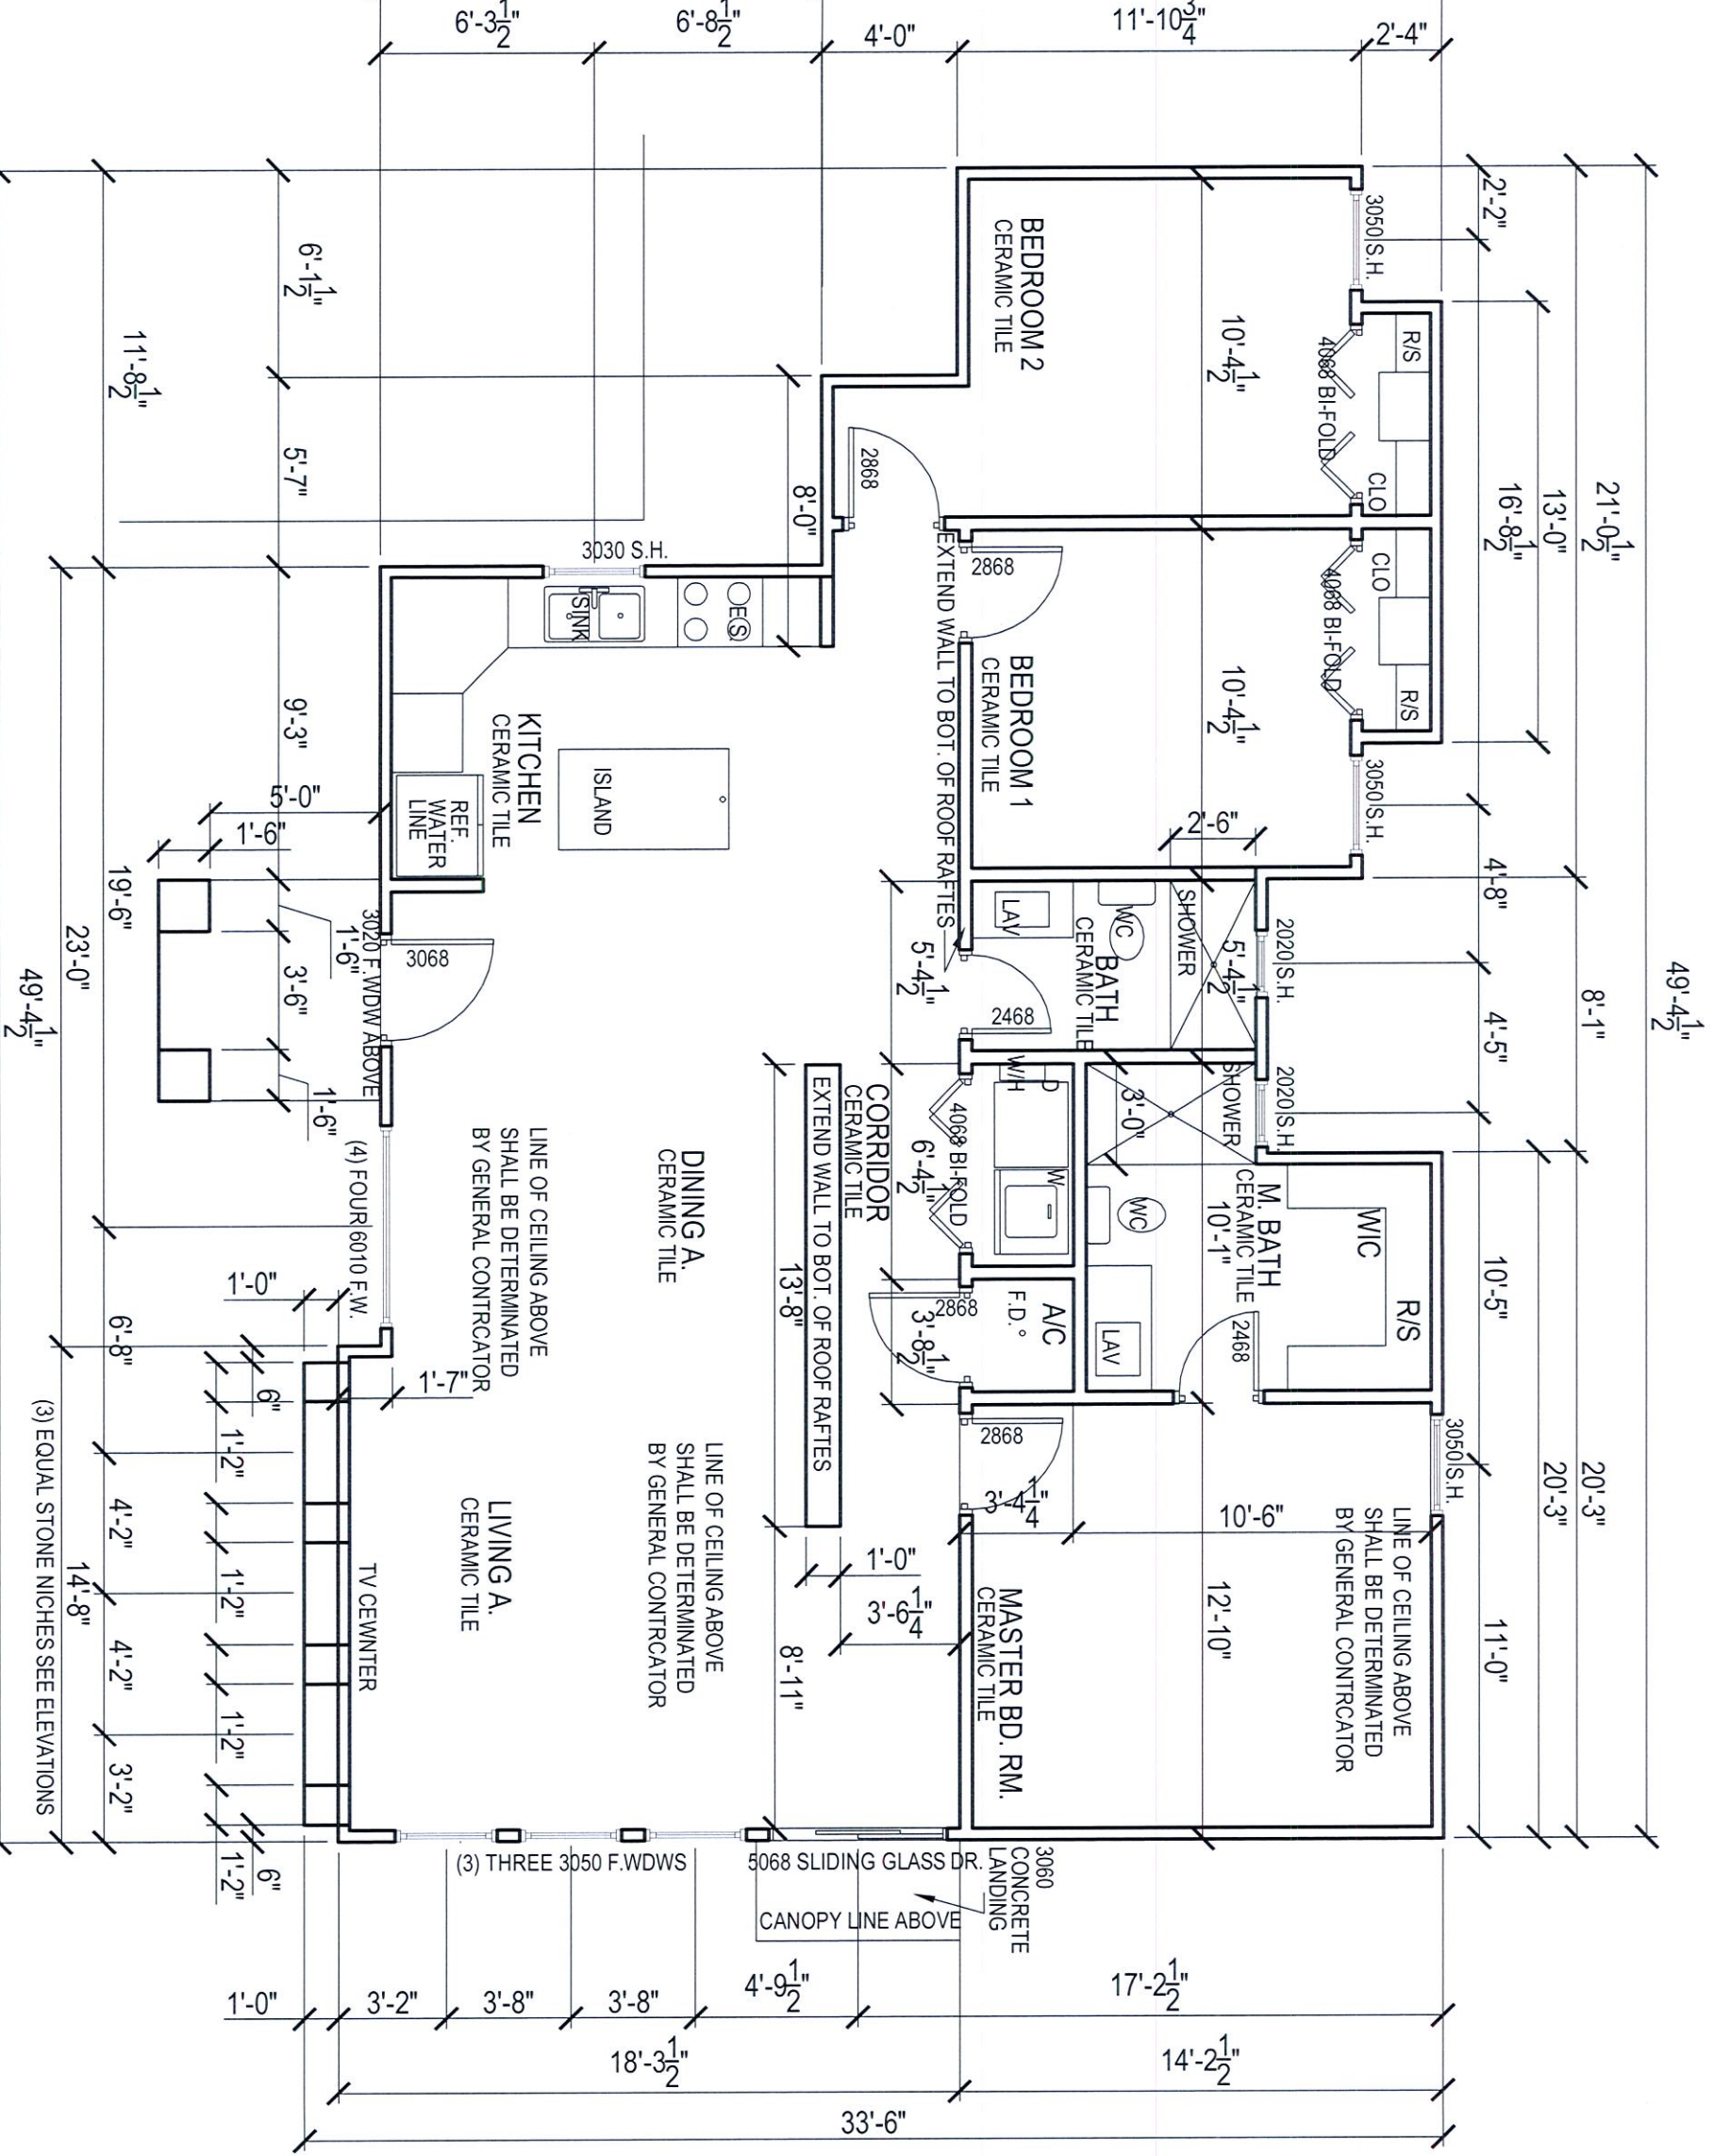 6'-3 1/2"
6'-8 1/2"
4'-0"
11'-10 3/4"
2'-4"
49'-4 1/2"
21'-0 1/2"
8'-1"
20'-3"
13'-0"
20'-3"
2'-2"
16'-8 1/2"
4'-8"
4'-5"
10'-5"
11'-0"
3050 S.H.
3050 S.H.
2020 S.H.
2020 S.H.
3050 S.H.
R/S
CLO
4068 BI-FOLD
CLO
R/S
4068 BI-FOLD
BEDROOM 2
CERAMIC TILE
10'-4 1/2"
2868
BEDROOM 1
CERAMIC TILE
10'-4 1/2"
2868
2'-6"
EXTEND WALL TO BOT. OF ROOF RAFTES
SHOWER
5'-4 1/2"
WC
LAV
BATH
CERAMIC TILE
2468
5'-4 1/2"
SHOWER
3'-0"
WIC
R/S
M. BATH
CERAMIC TILE
10'-1"
WC
LAV
2468
W/H
D
W
4068 BI-FOLD
6'-4 1/2"
A/C
F.D.
2868
3'-8 1/2"
CORRIDOR
CERAMIC TILE
EXTEND WALL TO BOT. OF ROOF RAFTES
13'-8"
2868
3'-4 1/4"
10'-6"
LINE OF CEILING ABOVE
SHALL BE DETERMINATED
BY GENERAL CONTRCATOR
12'-10"
MASTER BD. RM.
CERAMIC TILE
1'-0"
3'-6 1/4"
8'-11"
8'-0"
3030 S.H.
SINK
E(S)
KITCHEN
CERAMIC TILE
ISLAND
REF.
WATER
LINE
3068
3020 F.WDW ABOVE
DINING A.
CERAMIC TILE
LINE OF CEILING ABOVE
SHALL BE DETERMINATED
BY GENERAL CONTRCATOR
LINE OF CEILING ABOVE
SHALL BE DETERMINATED
BY GENERAL CONTRCATOR
LIVING A.
CERAMIC TILE
TV CEWNTER
(4) FOUR 6010 F.W.
1'-7"
1'-0"
6'-1 1/2"
5'-7"
9'-3"
5'-0"
1'-6"
1'-6"
3'-6"
1'-6"
11'-8 1/2"
19'-6"
6'-8"
4'-2"
4'-2"
3'-2"
6"
1'-2"
1'-2"
1'-2"
1'-2"
6"
23'-0"
14'-8"
49'-4 1/2"
(3) EQUAL STONE NICHES SEE ELEVATIONS
(3) THREE 3050 F.WDWS
5068 SLIDING GLASS DR.
3060
CONCRETE
LANDING
CANOPY LINE ABOVE
1'-0"
3'-2"
3'-8"
3'-8"
4'-9 1/2"
17'-2 1/2"
18'-3 1/2"
14'-2 1/2"
33'-6"